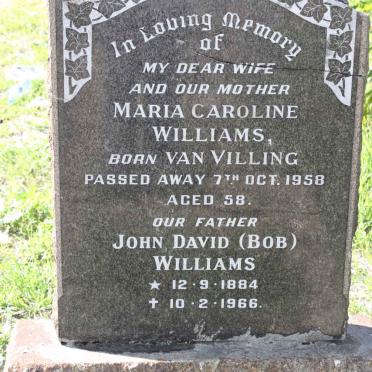 In Loving Memory
of
MY DEAR WIFE
AND OUR MOTHER
MARIA CAROLINE
WILLIAMS,
BORN VAN VILLING
PASSED AWAY 7TH OCT. 1958
AGED 58.
OUR FATHER
JOHN DAVID (BOB)
WILLIAMS
★ 12·9·1884
✝ 10·2·1966.